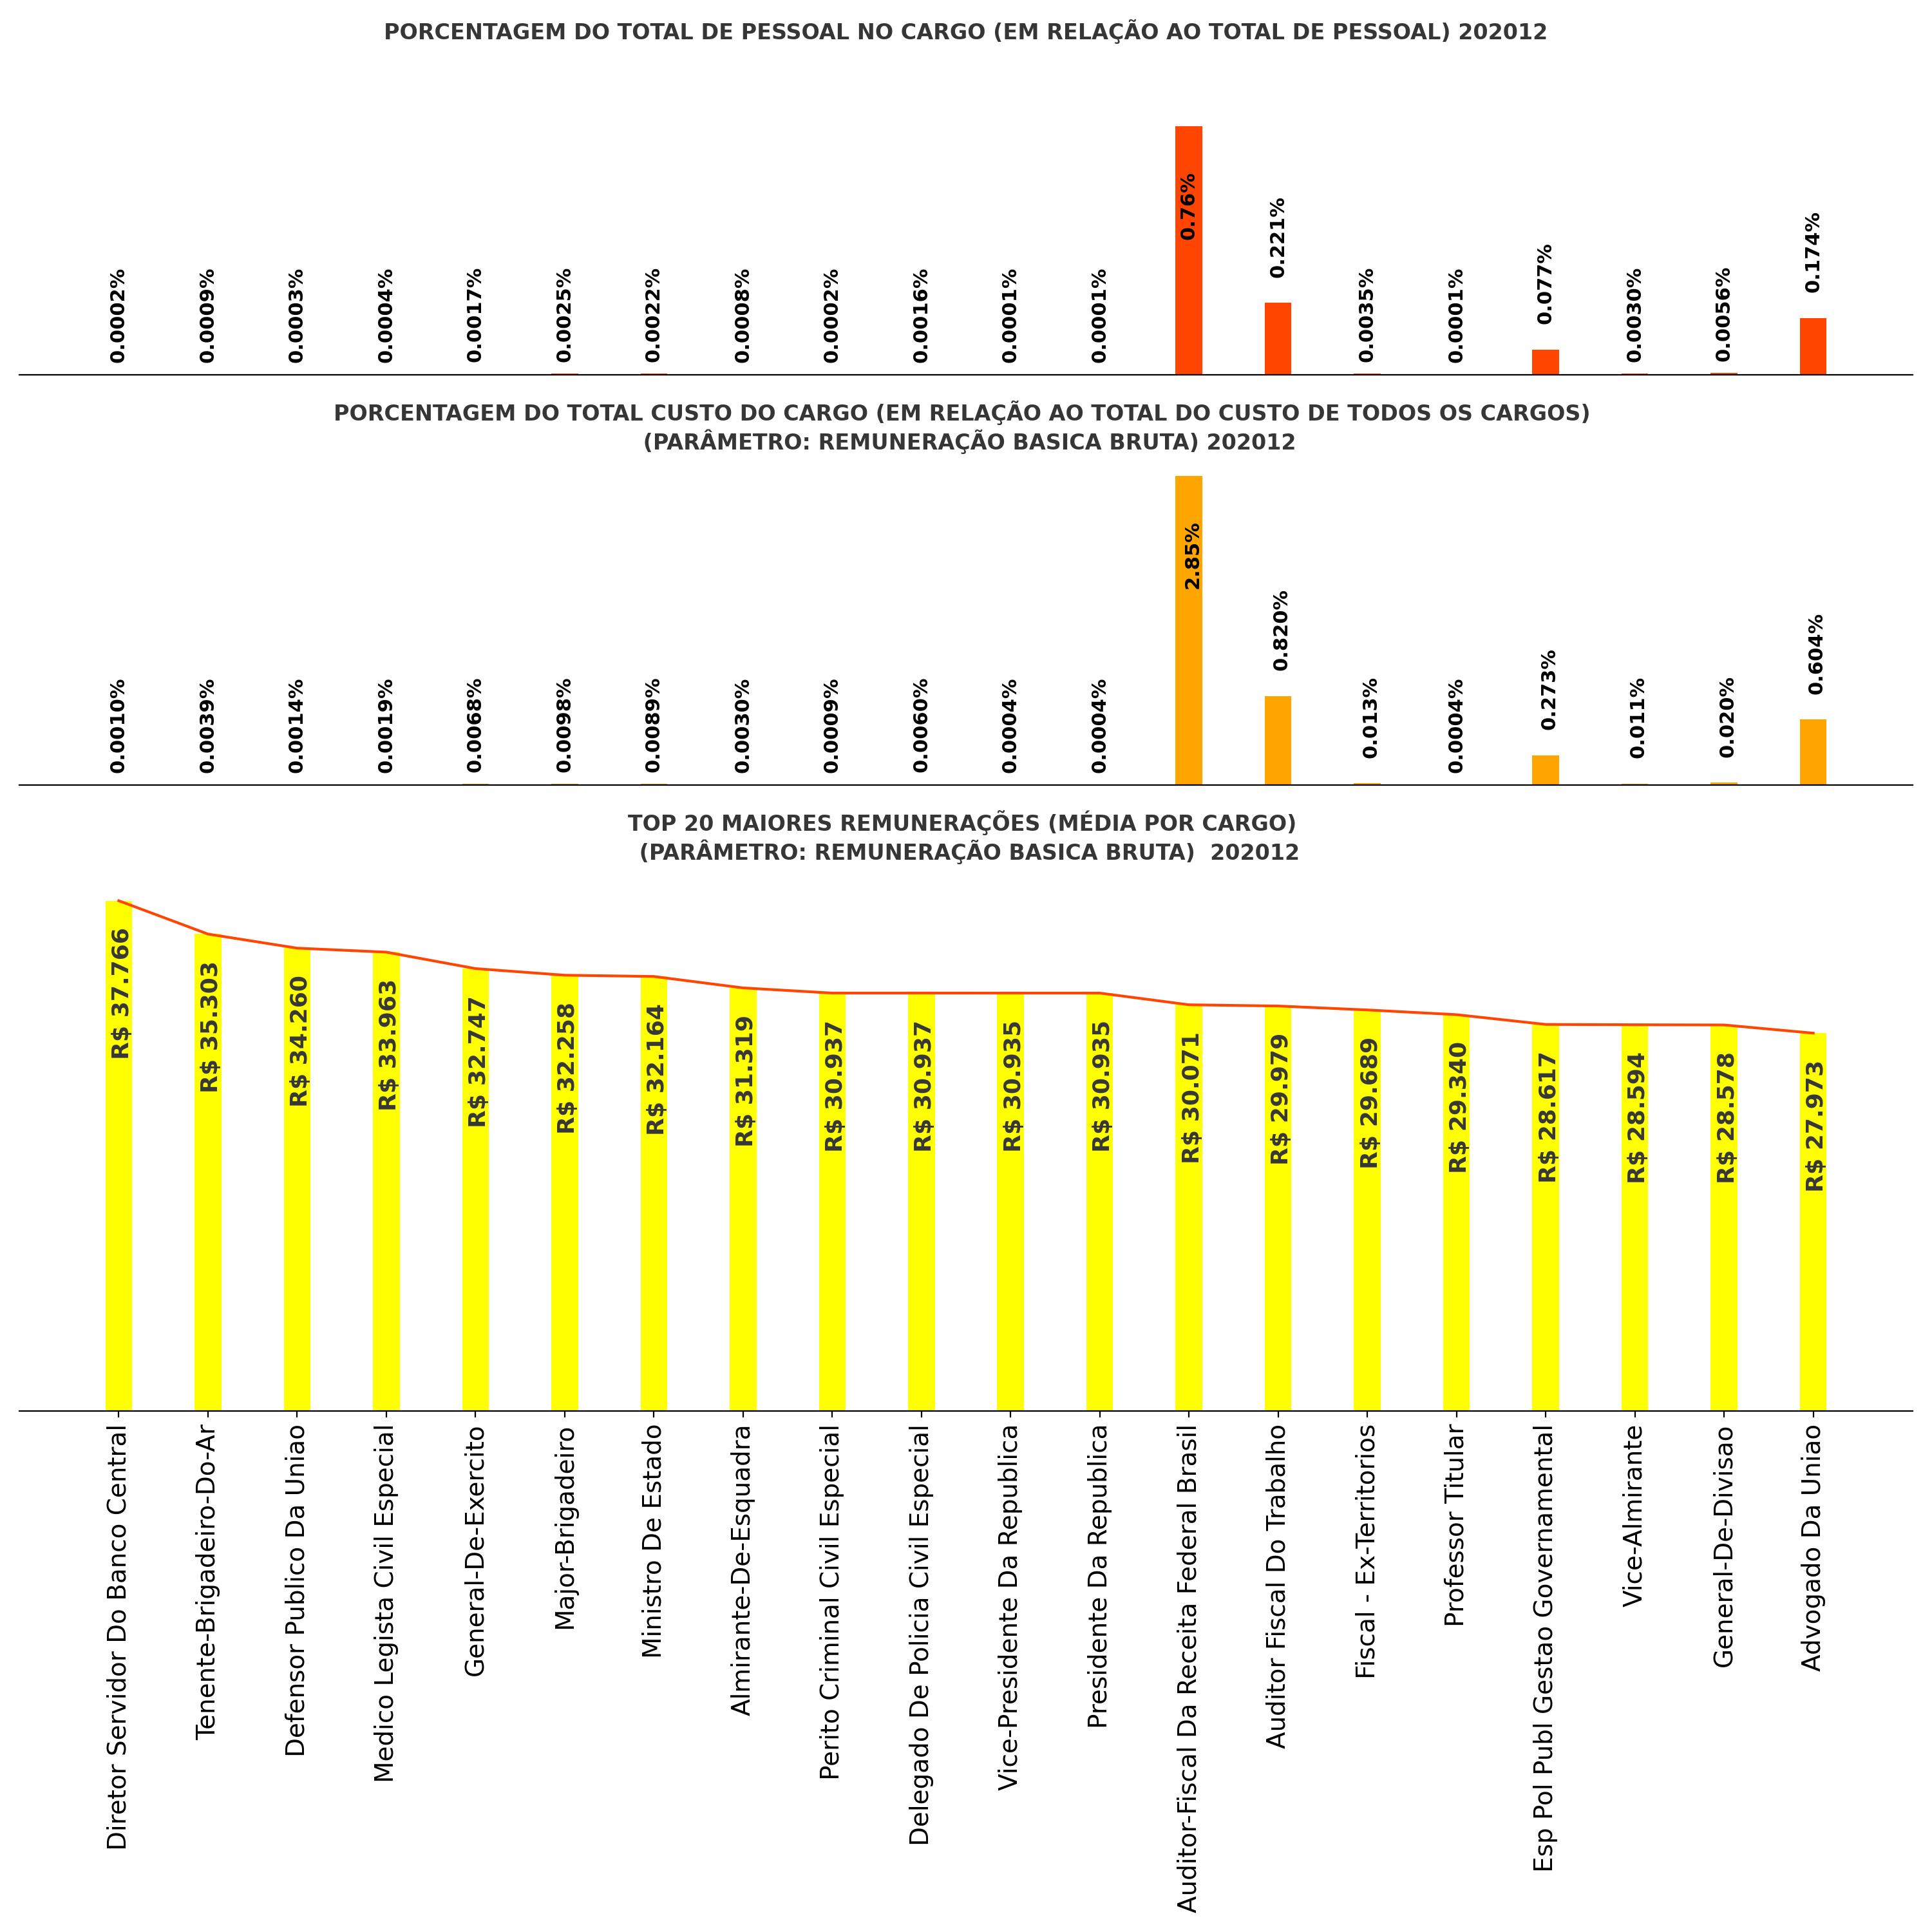 PORCENTAGEM DO TOTAL DE PESSOAL NO CARGO (EM RELAÇÃO AO TOTAL DE PESSOAL) 202012
0.0002%
0.0009%
0.0003%
0.0004%
0.0017%
0.0025%
0.0022%
0.0008%
0.0002%
0.0016%
0.0001%
0.0001%
0.76%
0.221%
0.0035%
0.0001%
0.077%
0.0030%
0.0056%
0.174%
PORCENTAGEM DO TOTAL CUSTO DO CARGO (EM RELAÇÃO AO TOTAL DO CUSTO DE TODOS OS CARGOS)
(PARÂMETRO: REMUNERAÇÃO BASICA BRUTA) 202012
0.0010%
0.0039%
0.0014%
0.0019%
0.0068%
0.0098%
0.0089%
0.0030%
0.0009%
0.0060%
0.0004%
0.0004%
2.85%
0.820%
0.013%
0.0004%
0.273%
0.011%
0.020%
0.604%
TOP 20 MAIORES REMUNERAÇÕES (MÉDIA POR CARGO)
(PARÂMETRO: REMUNERAÇÃO BASICA BRUTA)  202012
R$ 37.766
R$ 35.303
R$ 34.260
R$ 33.963
R$ 32.747
R$ 32.258
R$ 32.164
R$ 31.319
R$ 30.937
R$ 30.937
R$ 30.935
R$ 30.935
R$ 30.071
R$ 29.979
R$ 29.689
R$ 29.340
R$ 28.617
R$ 28.594
R$ 28.578
R$ 27.973
Diretor Servidor Do Banco Central
Tenente-Brigadeiro-Do-Ar
Defensor Publico Da Uniao
Medico Legista Civil Especial
General-De-Exercito
Major-Brigadeiro
Ministro De Estado
Almirante-De-Esquadra
Perito Criminal Civil Especial
Delegado De Policia Civil Especial
Vice-Presidente Da Republica
Presidente Da Republica
Auditor-Fiscal Da Receita Federal Brasil
Auditor Fiscal Do Trabalho
Fiscal - Ex-Territorios
Professor Titular
Esp Pol Publ Gestao Governamental
Vice-Almirante
General-De-Divisao
Advogado Da Uniao